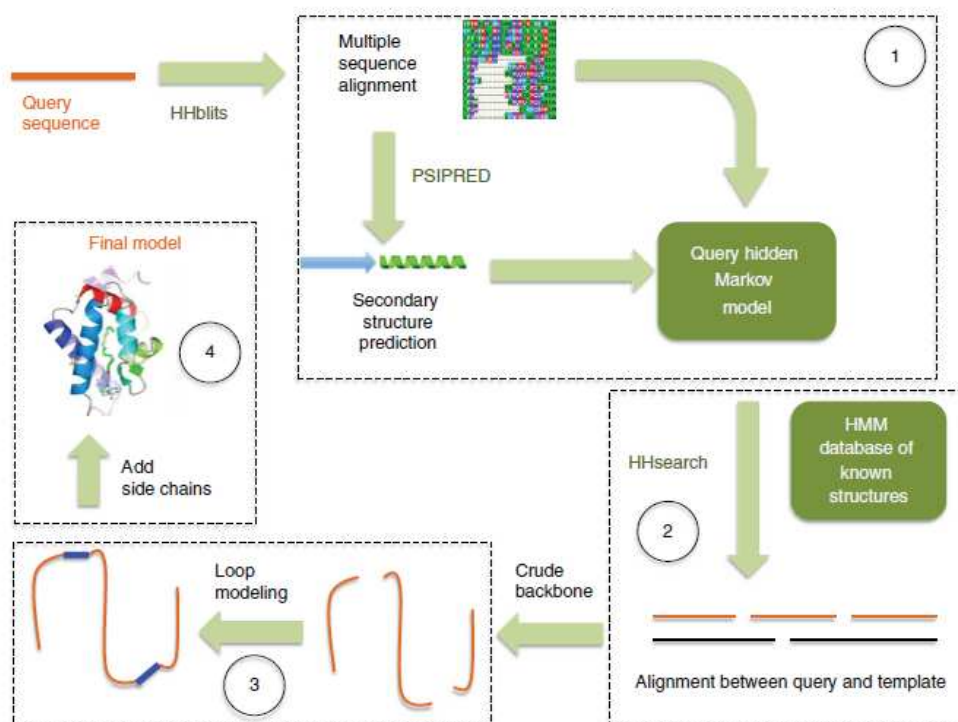 Query
sequence
HHblits
Multiple
sequence
alignment
1
PSIPRED
Secondary
structure
prediction
Query hidden
Markov
model
HHsearch
2
HMM
database of
known
structures
Alignment between query and template
Crude
backbone
Loop
modeling
3
Add
side chains
4
Final model